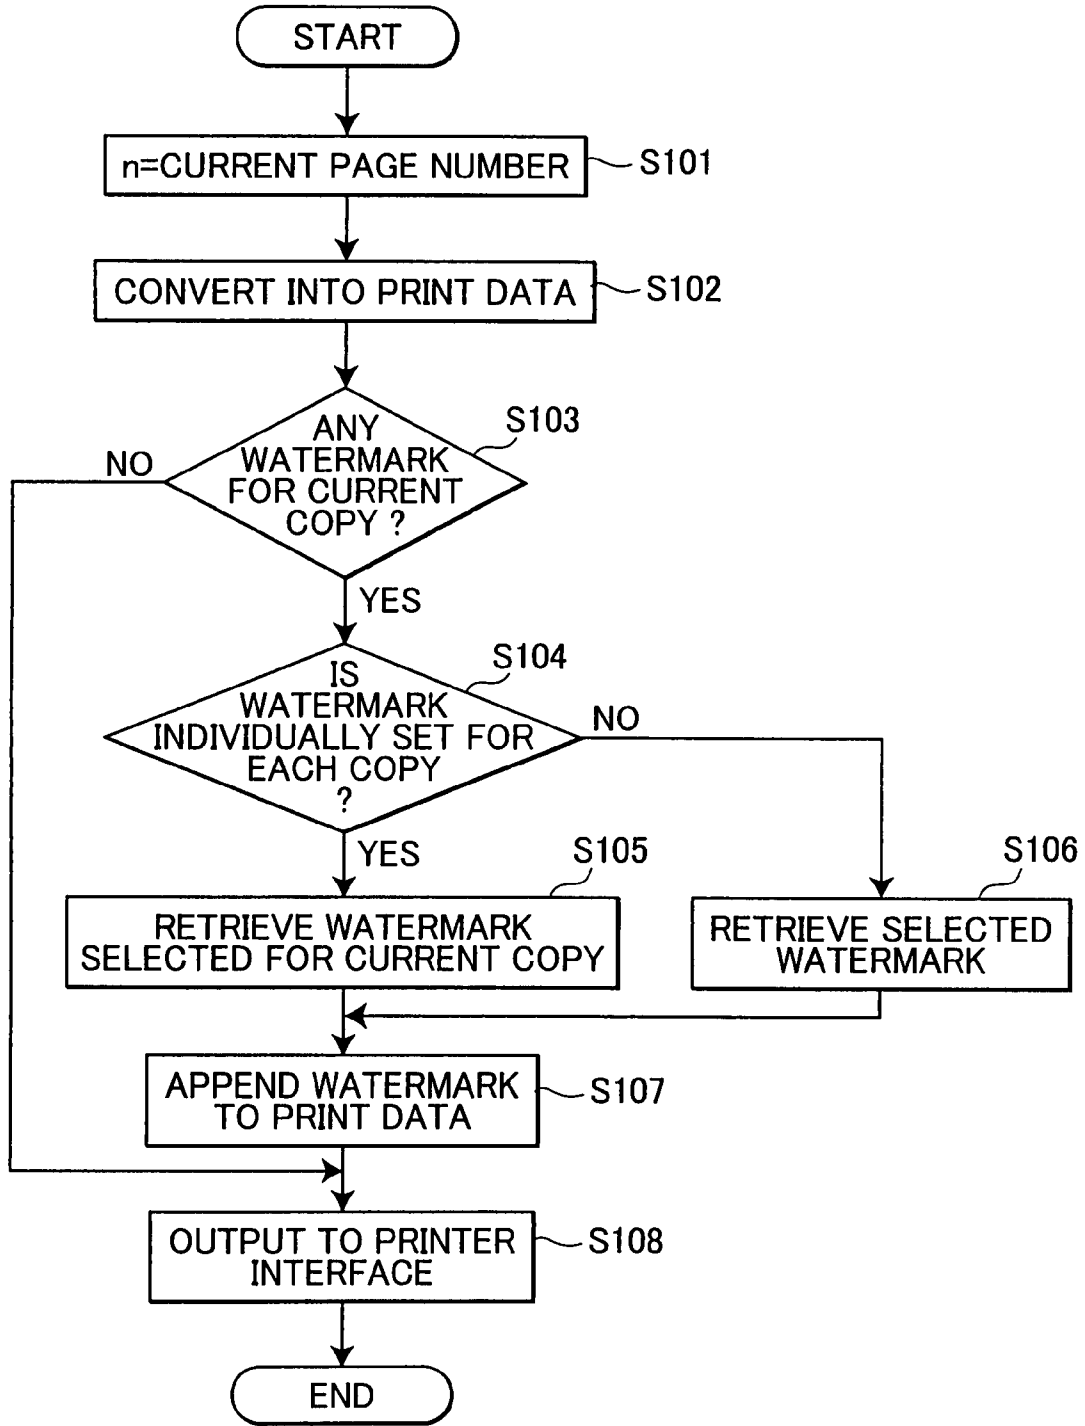 START
n=CURRENT PAGE NUMBER
S101
CONVERT INTO PRINT DATA
S102
ANY
WATERMARK
FOR CURRENT
COPY ?
S103
NO
YES
IS
WATERMARK
INDIVIDUALLY SET FOR
EACH COPY
?
S104
NO
YES
RETRIEVE WATERMARK
SELECTED FOR CURRENT COPY
S105
RETRIEVE SELECTED
WATERMARK
S106
APPEND WATERMARK
TO PRINT DATA
S107
OUTPUT TO PRINTER
INTERFACE
S108
END